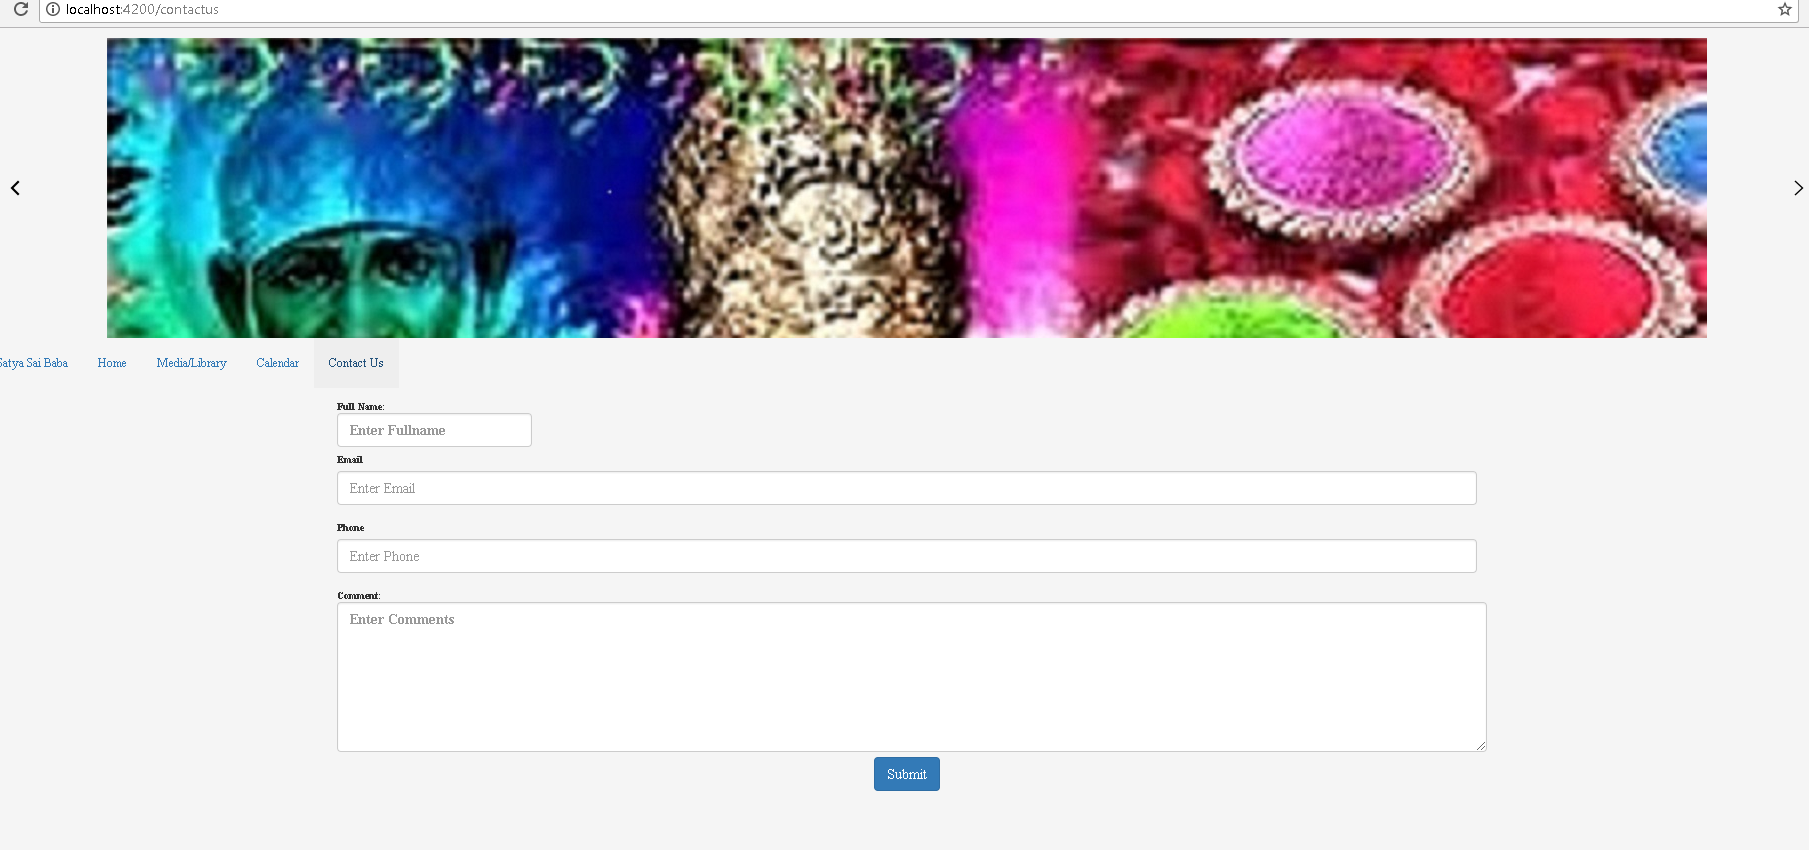 localhost:4200/contactus
Satya Sai Baba Home Media/Library Calendar Contact Us
Full Name:
Enter Fullname
Email
Enter Email
Phone
Enter Phone
Comment:
Enter Comments
Submit